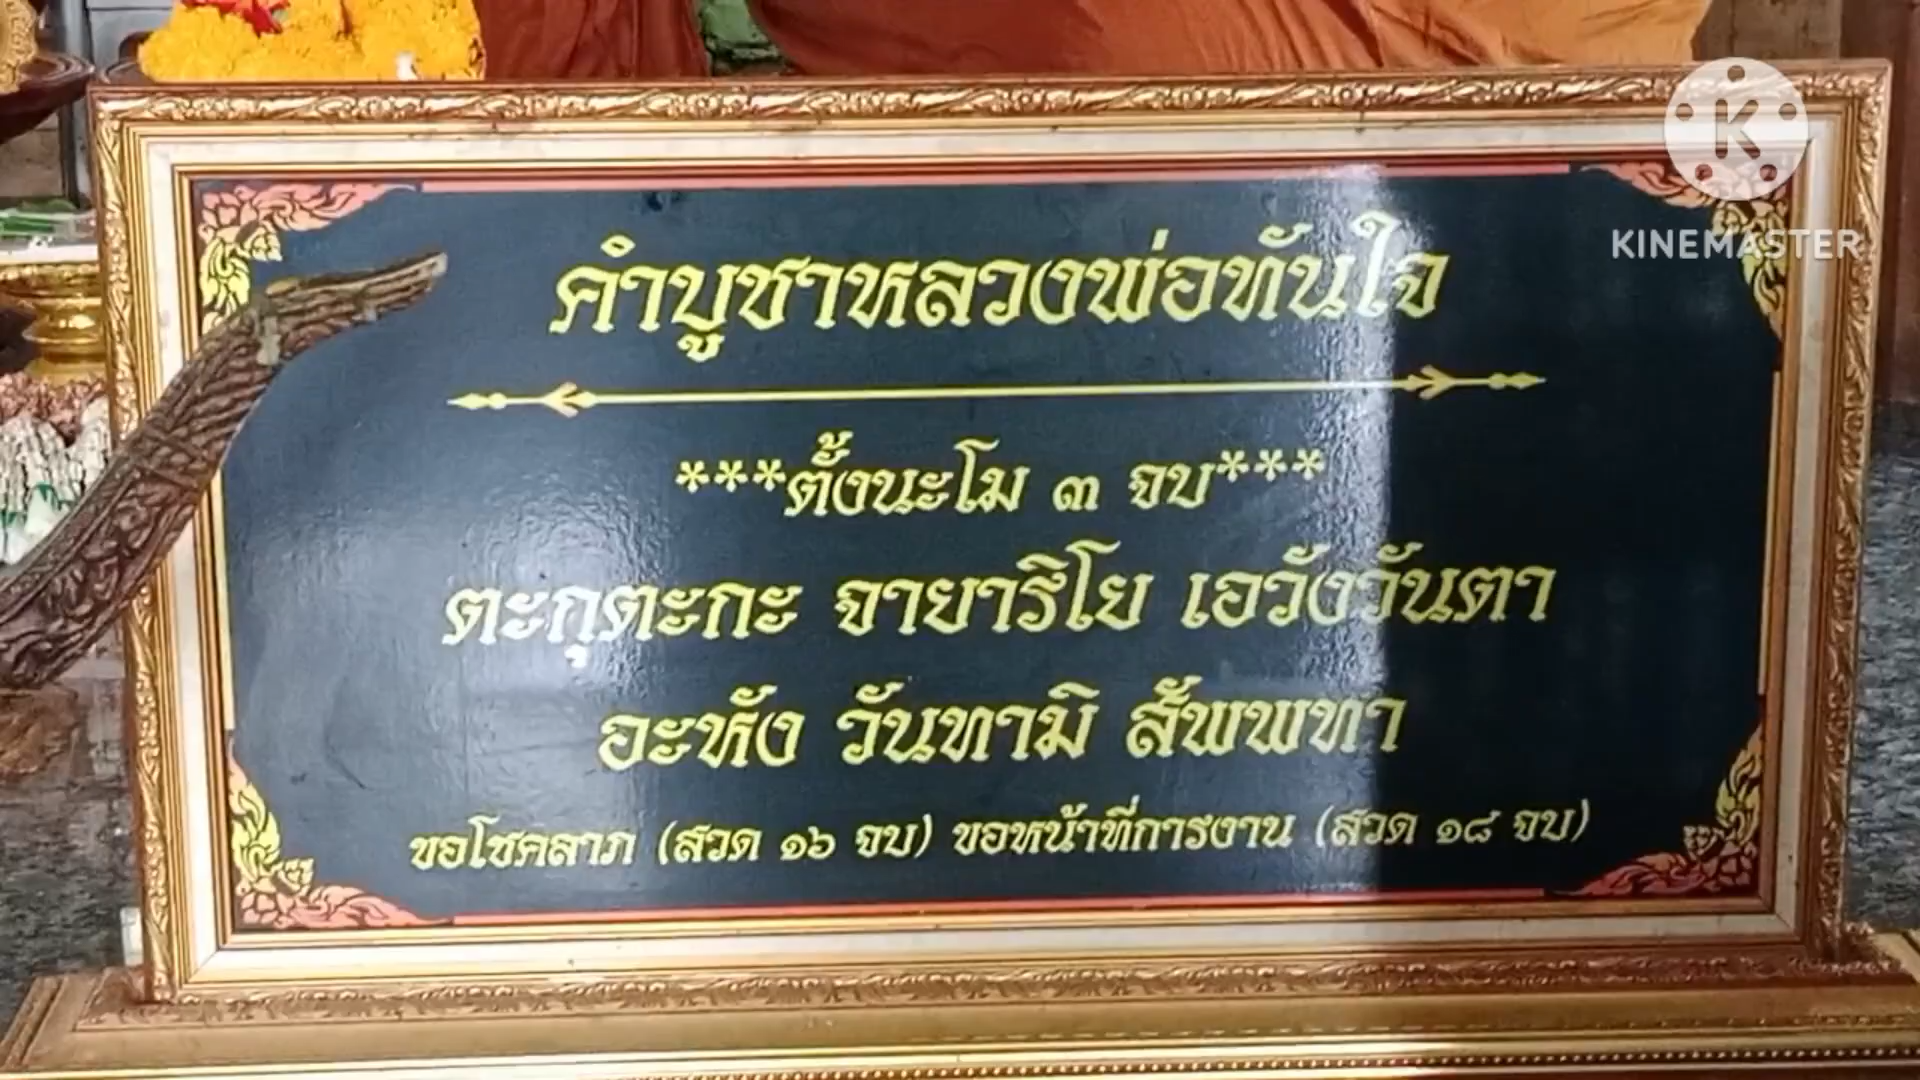 คำบูชาหลวงพ่อทันใจ
***ตั้งนะโม ๓ จบ***
ตะกุตะกะ จายาริโย เอวังวันตา
อะหัง วันทามิ สัพพทา
ขอโชคลาภ (สวด ๑๖ จบ) ขอหน้าที่การงาน (สวด ๑๘ จบ)
K
KINEMASTER